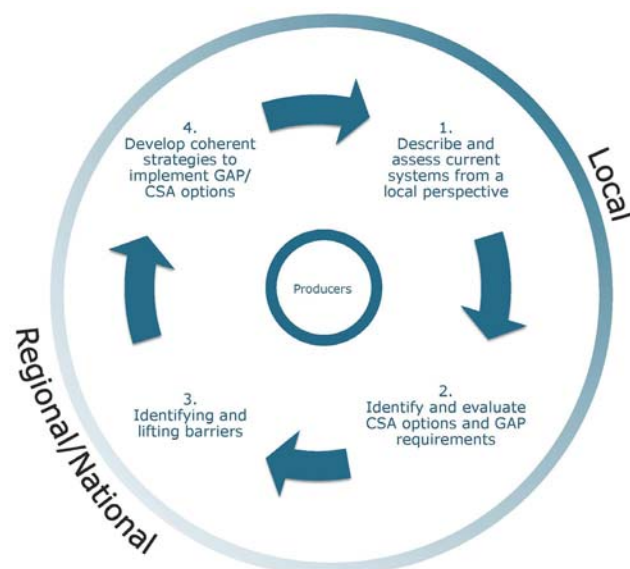 1.
Describe and
assess current
systems from a
local perspective
2.
Identify and evaluate
CSA options and GAP
requirements
3.
Identifying and
lifting barriers
4.
Develop coherent
strategies to
implement GAP/
CSA options
Producers
Local
Regional/National